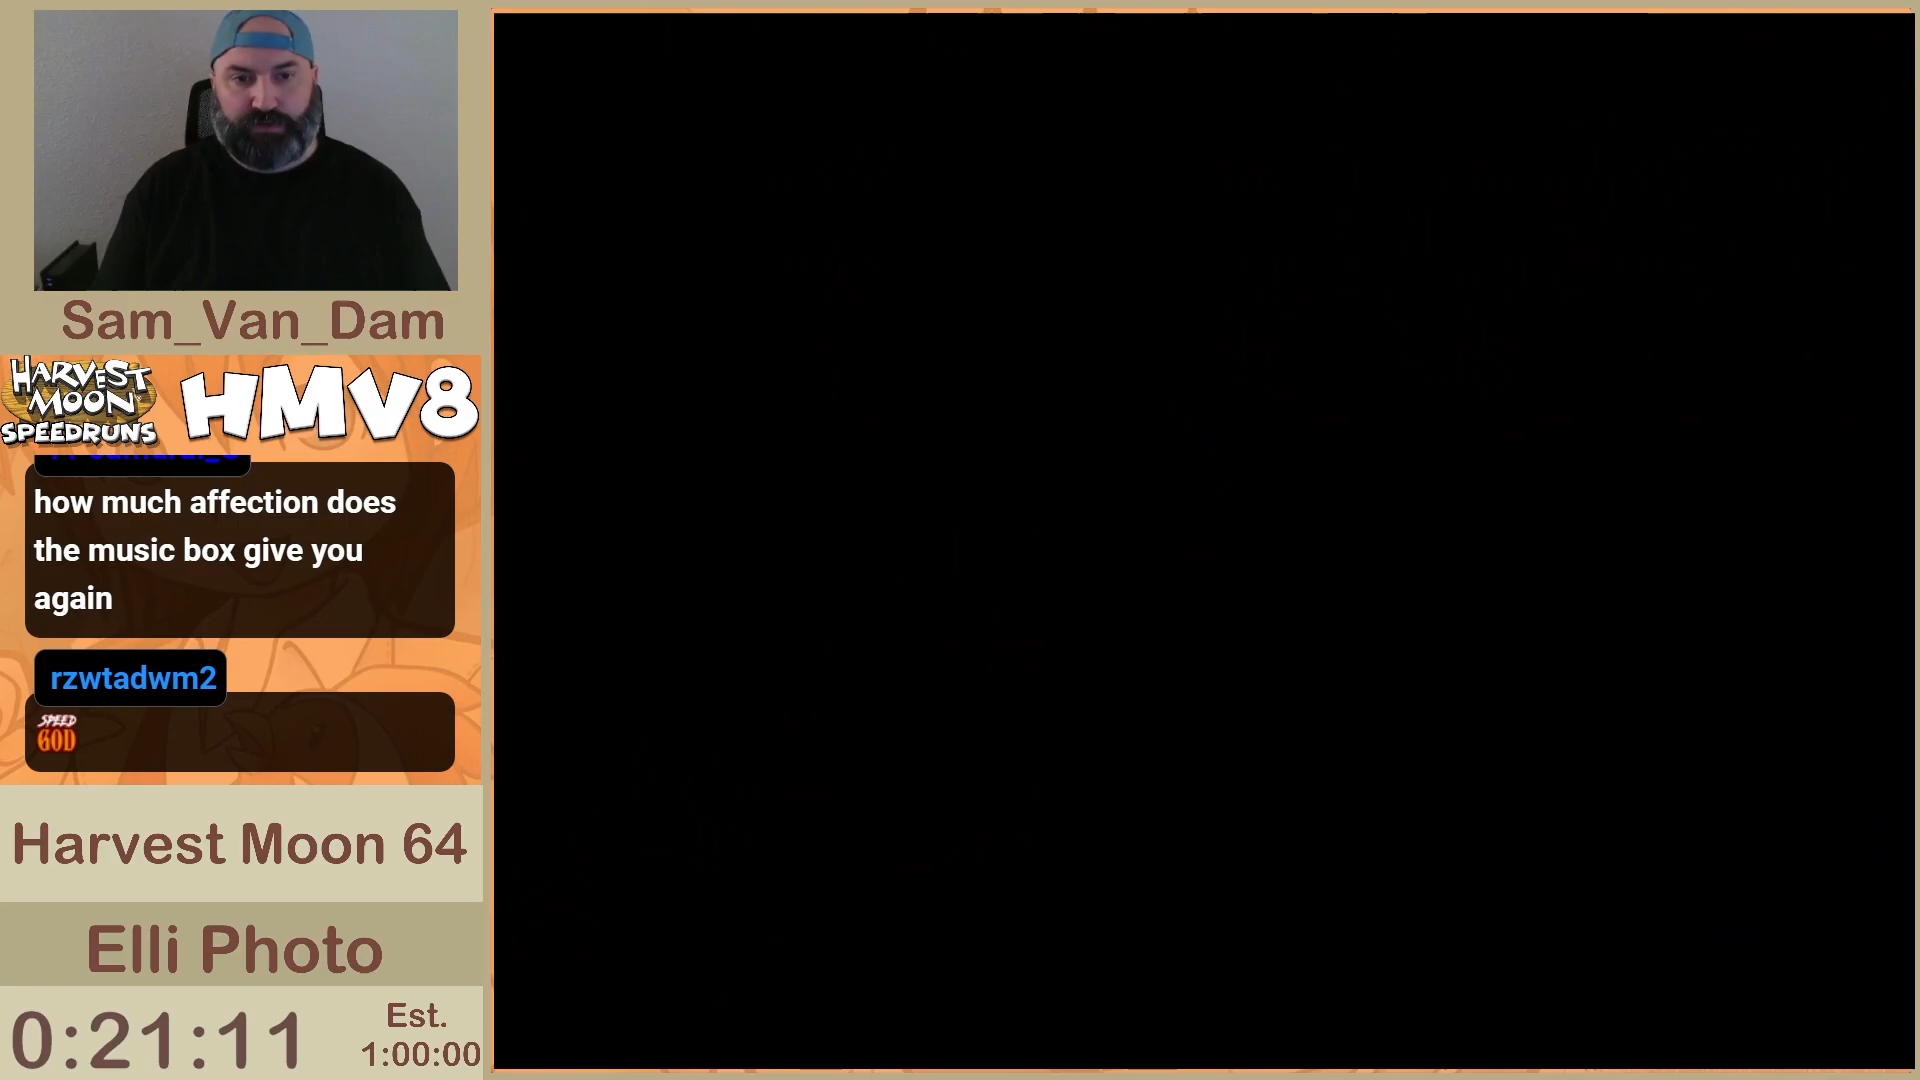 Sam_Van_Dam
HARVEST
MOON
SPEEDRUNS
HMV8
how much affection does
the music box give you
again
rzwtadwm2
SPEED
GOD
Harvest Moon 64
Elli Photo
0:21:11
Est.
1:00:00